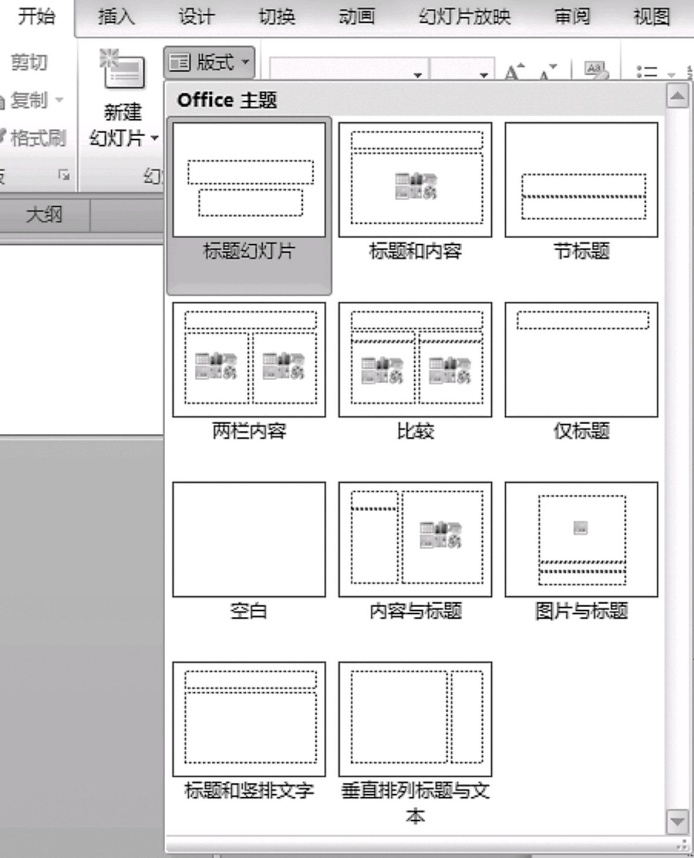 开始 插入 设计 切换 动画 幻灯片放映 审阅 视图
剪切
版式
复制
新建
幻灯片
格式刷
Office 主题
大纲
标题幻灯片 标题和内容 节标题
两栏内容 比较 仅标题
空白 内容与标题 图片与标题
标题和竖排文字 垂直排列标题与文
本